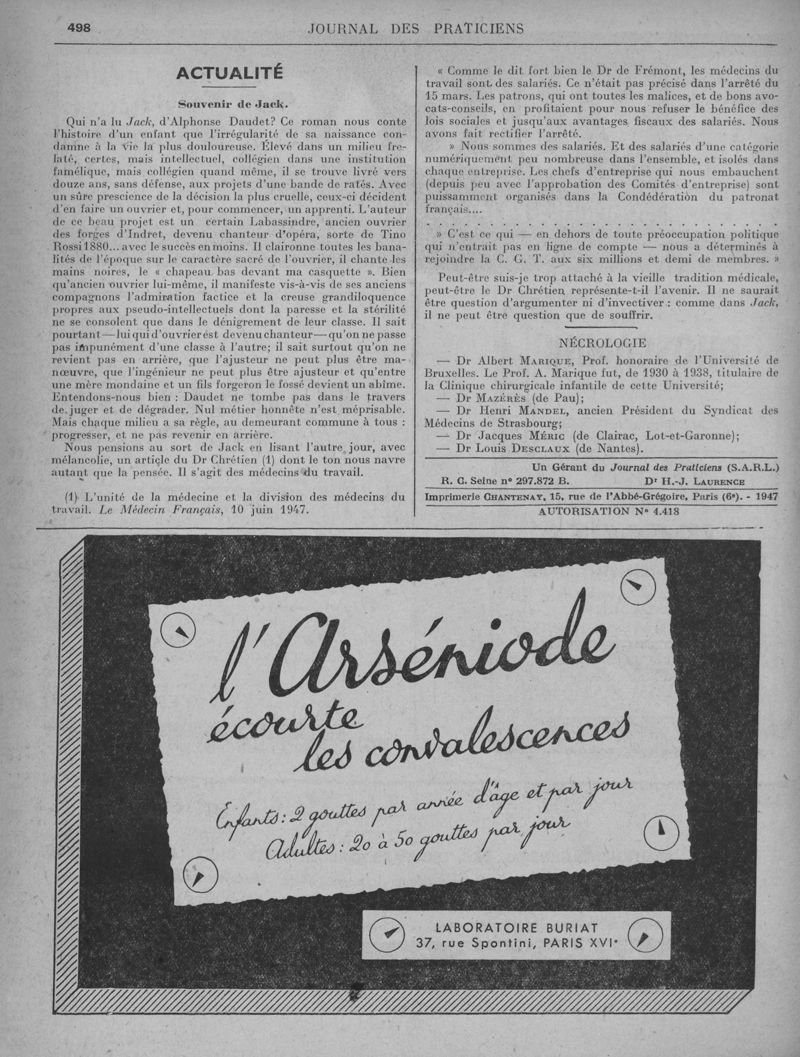 498
JOURNAL DES PRATICIENS
ACTUALITÉ
Souvenir de Jack.
Qui n'a lu Jack, d'Alphonse Daudet? Ce roman nous conte
l'histoire d'un enfant que l'irrégularité de sa naissance con-
damne à la vie la plus douloureuse. Élevé dans un milieu fre-
laté, certes, mais intellectuel, collégien dans une institution
famélique, mais collégien quand même, il se trouve livré vers
douze ans, sans défense, aux projets d'une bande de ratés. Avec
un sûre prescience de la décision la plus cruelle, ceux-ci décident
d'en faire un ouvrier et, pour commencer, un apprenti. L'auteur
de ce beau projet est un certain Labassindre, ancien ouvrier
des forges d'Indret, devenu chanteur d'opéra, sorte de Tino
Rossi 1880... avec le succès en moins. Il claironne toutes les bana-
lités de l'époque sur le caractère sacré de l'ouvrier, il chante les
mains noires, le « chapeau bas devant ma casquette ». Bien
qu'ancien ouvrier lui-même, il manifeste vis-à-vis de ses anciens
compagnons l'admiration factice et la creuse grandiloquence
propres aux pseudo-intellectuels dont la paresse et la stérilité
ne se consolent que dans le dénigrement de leur classe. Il sait
pourtant — lui qui d'ouvrier est devenu chanteur — qu'on ne passe
pas impunément d'une classe à l'autre; il sait surtout qu'on ne
revient pas en arrière, que l'ajusteur ne peut plus être ma-
nœuvre, que l'ingénieur ne peut plus être ajusteur et qu'entre
une mère mondaine et un fils forgeron le fossé devient un abîme.
Entendons-nous bien : Daudet ne tombe pas dans le travers
de juger et de dégrader. Nul métier honnête n'est méprisable.
Mais chaque milieu a sa règle, au demeurant commune à tous :
progresser, et ne pas revenir en arrière.
Nous pensions au sort de Jack en lisant l'autre jour, avec
mélancolie, un article du Dr Chrétien (1) dont le ton nous navre
autant que la pensée. Il s'agit des médecins du travail.
(1) L'unité de la médecine et la division des médecins du
travail. Le Médecin Français, 10 juin 1947.
« Comme le dit fort bien le Dr de Frémont, les médecins du
travail sont des salariés. Ce n'était pas précisé dans l'arrêté du
15 mars. Les patrons, qui ont toutes les malices, et de bons avo-
cats-conseils, en profitaient pour nous refuser le bénéfice des
lois sociales et jusqu'aux avantages fiscaux des salariés. Nous
avons fait rectifier l'arrêté.
» Nous sommes des salariés. Et des salariés d'une catégorie
numériquement peu nombreuse dans l'ensemble, et isolés dans
chaque entreprise. Les chefs d'entreprise qui nous embauchent
(depuis peu avec l'approbation des Comités d'entreprise) sont
puissamment organisés dans la Condédération du patronat
français....
. . . . . . . . . . . . . . . . . . . . . . . . . . . . .
» C'est ce qui — en dehors de toute préoccupation politique
qui n'entrait pas en ligne de compte — nous a déterminés à
rejoindre la C. G. T. aux six millions et demi de membres. »
Peut-être suis-je trop attaché à la vieille tradition médicale,
peut-être le Dr Chrétien représente-t-il l'avenir. Il ne saurait
être question d'argumenter ni d'invectiver : comme dans Jack,
il ne peut être question que de souffrir.
NÉCROLOGIE
— Dr Albert MARIQUE, Prof. honoraire de l'Université de
Bruxelles. Le Prof. A. Marique fut, de 1930 à 1938, titulaire de
la Clinique chirurgicale infantile de cette Université;
— Dr MAZÉRÈS (de Pau);
— Dr Henri MANDEL, ancien Président du Syndicat des
Médecins de Strasbourg;
— Dr Jacques MÉRIC (de Clairac, Lot-et-Garonne);
— Dr Louis DESCLAUX (de Nantes).
Un Gérant du Journal des Praticiens (S.A.R.L.)
R. C. Seine n° 297.872 B. Dr H.-J. LAURENCE
Imprimerie CHANTENAY, 15, rue de l'Abbé-Grégoire, Paris (6e). - 1947
AUTORISATION N° 4.418
l'Arséniode
écourte
les convalescences
Enfants : 2 gouttes par année d'âge et par jour
Adultes : 20 à 50 gouttes par jour
LABORATOIRE BURIAT
37, rue Spontini, PARIS XVIe